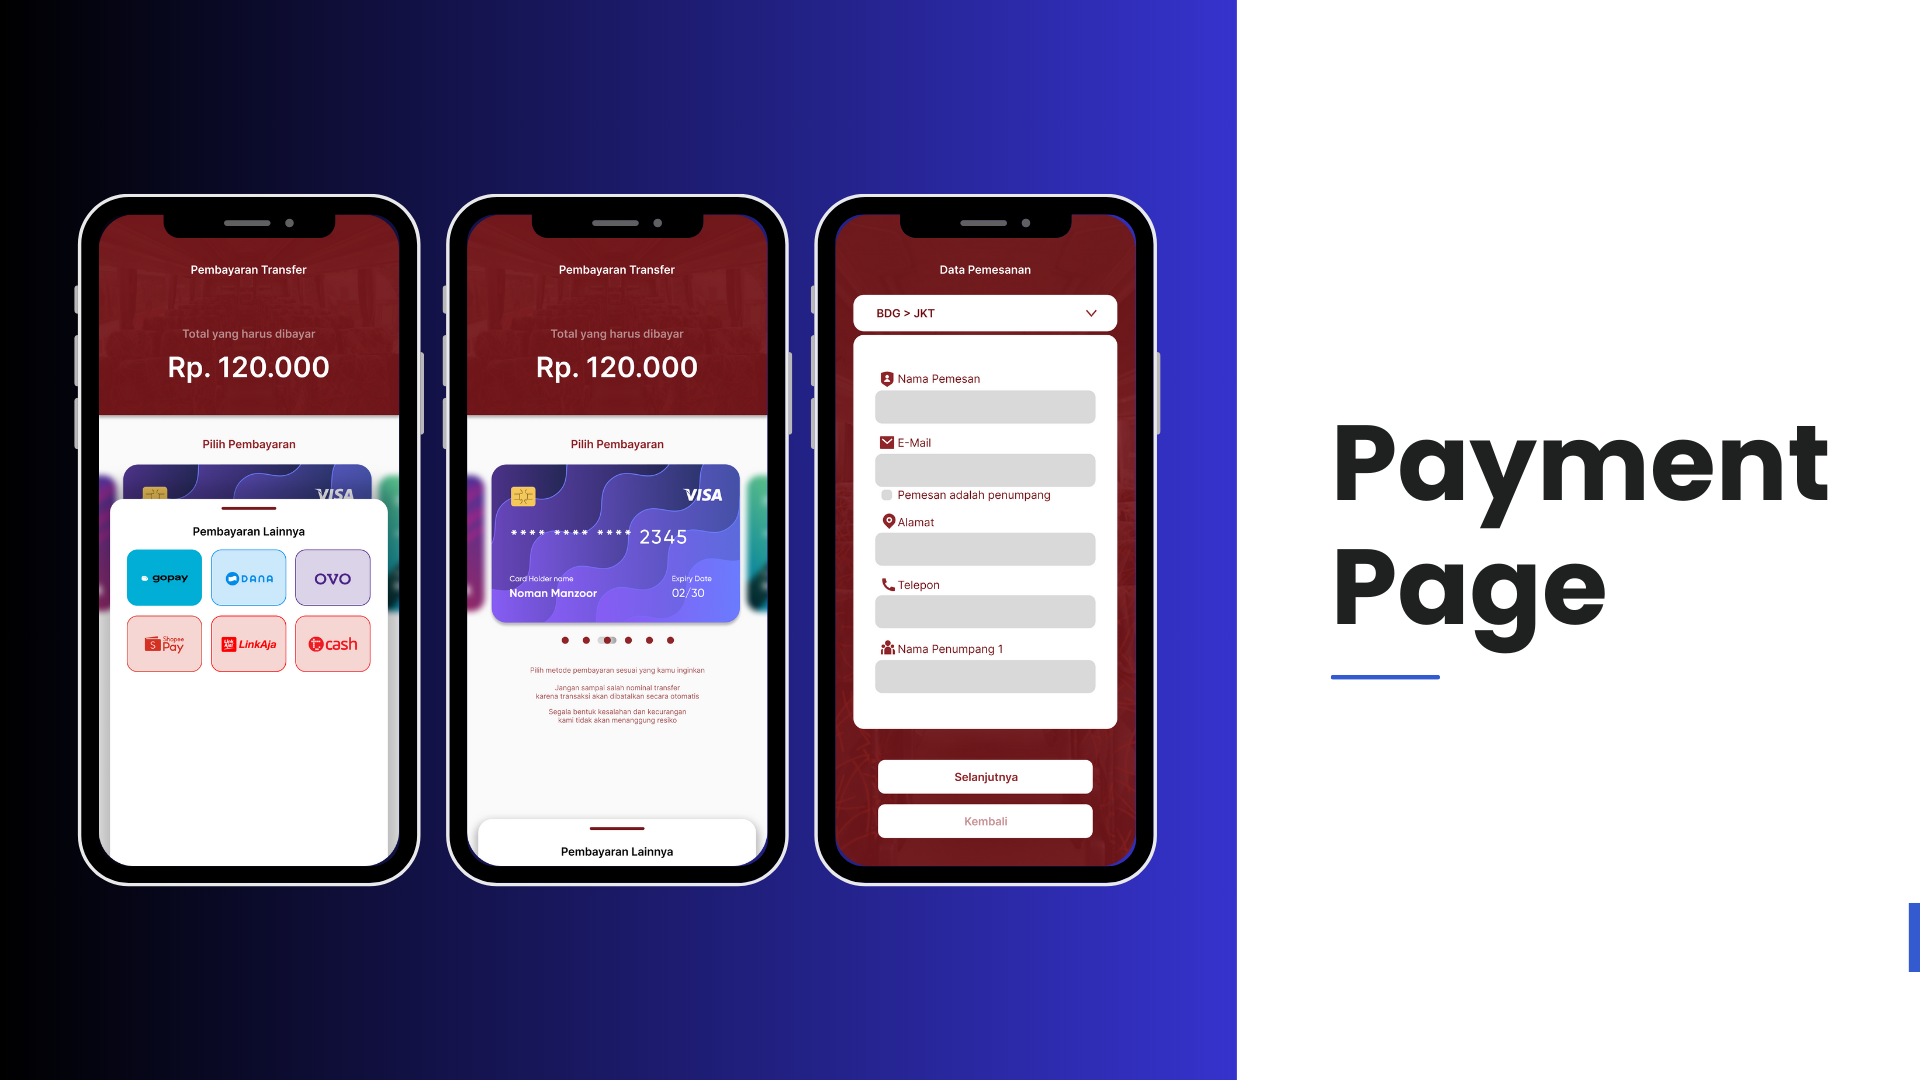 Pembayaran Transfer
Total yang harus dibayar
Rp. 120.000
Pilih Pembayaran
VISA
Pembayaran Lainnya
gopay
DANA
OVO
Shopee
Pay
LinkAja
cash
Pembayaran Transfer
Total yang harus dibayar
Rp. 120.000
Pilih Pembayaran
VISA
**** **** **** 2345
Card Holder name
Expiry Date
Noman Manzoor
02/30
Pilih metode pembayaran sesuai yang kamu inginkan
Jangan sampai salah nominal transfer
karena transaksi akan dibatalkan secara otomatis
Segala bentuk kesalahan dan kecurangan
kami tidak akan menanggung resiko
Pembayaran Lainnya
Data Pemesanan
BDG > JKT
Nama Pemesan
E-Mail
Pemesan adalah penumpang
Alamat
Telepon
Nama Penumpang 1
Selanjutnya
Kembali
Payment
Page